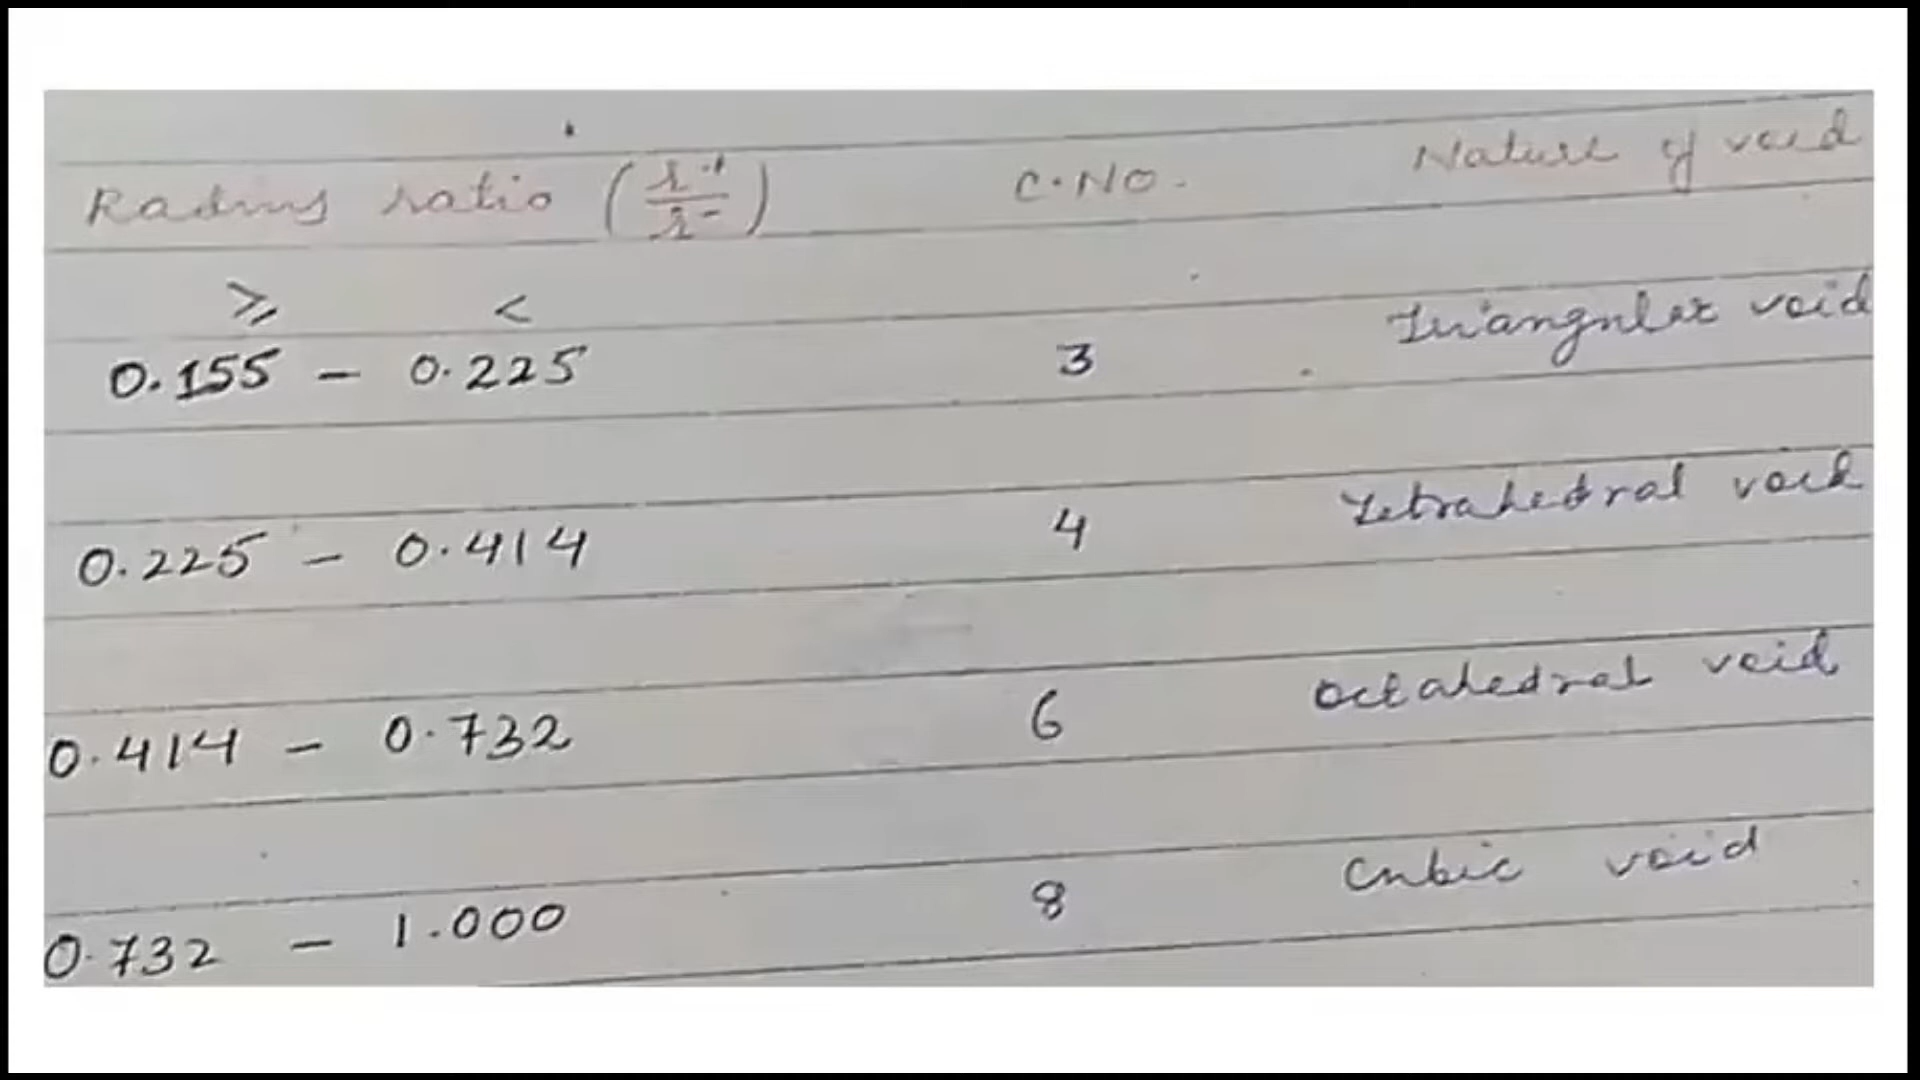 Radius ratio (r+/r-) C.NO. Nature of void
≥ <
0.155 - 0.225 3 Triangular void
0.225 - 0.414 4 Tetrahedral void
0.414 - 0.732 6 Octahedral void
0.732 - 1.000 8 Cubic void